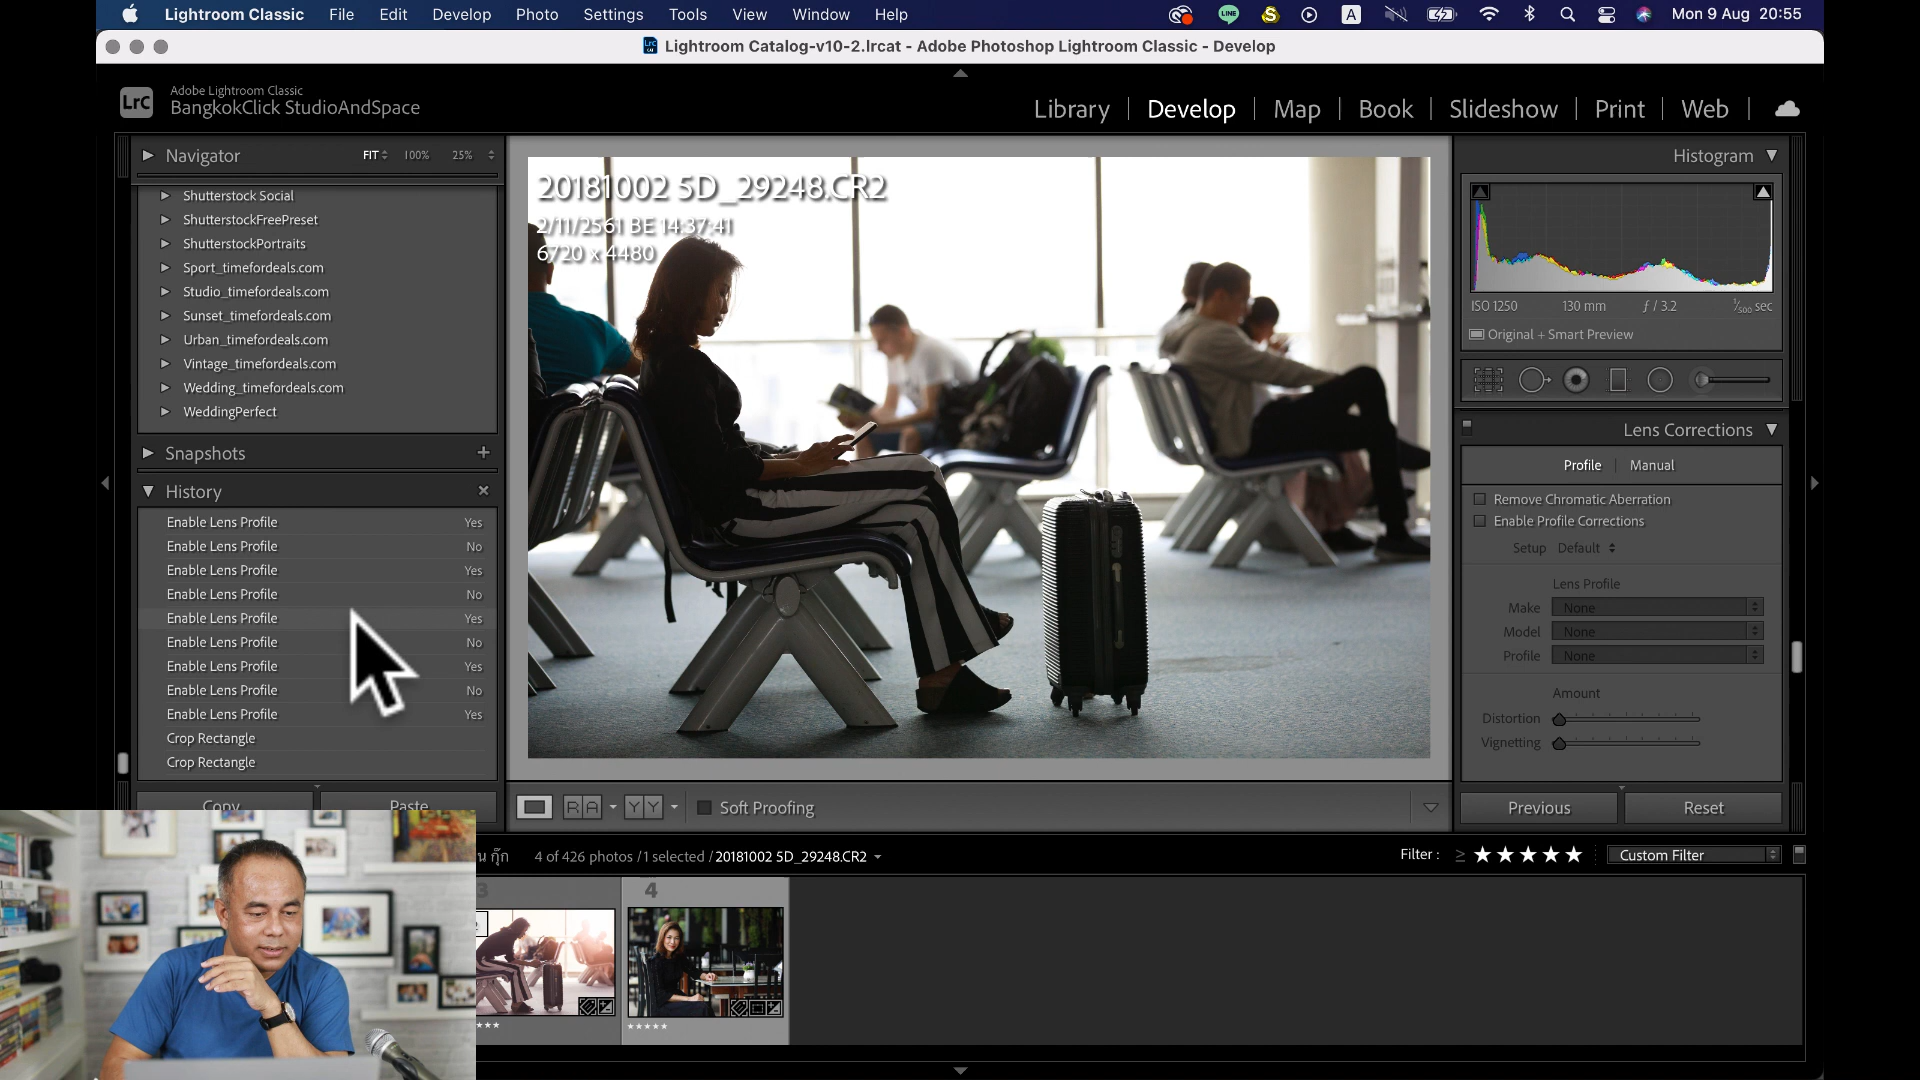 Lightroom Classic File Edit Develop Photo Settings Tools View Window Help
LINE S A Mon 9 Aug 20:55
Lightroom Catalog-v10-2.lrcat - Adobe Photoshop Lightroom Classic - Develop
LrC
Adobe Lightroom Classic
BangkokClick StudioAndSpace
Library | Develop | Map | Book | Slideshow | Print | Web |
Navigator FIT 100% 25%
Shutterstock Social
ShutterstockFreePreset
ShutterstockPortraits
Sport_timefordeals.com
Studio_timefordeals.com
Sunset_timefordeals.com
Urban_timefordeals.com
Vintage_timefordeals.com
Wedding_timefordeals.com
WeddingPerfect
Snapshots +
History ×
Enable Lens Profile Yes
Enable Lens Profile No
Enable Lens Profile Yes
Enable Lens Profile No
Enable Lens Profile Yes
Enable Lens Profile No
Enable Lens Profile Yes
Enable Lens Profile No
Enable Lens Profile Yes
Crop Rectangle
Crop Rectangle
Copy Paste
20181002 5D_29248.CR2
2/11/2561 BE 14:37:41
6720 x 4480
Histogram
ISO 1250 130 mm ƒ / 3.2 1/500 sec
Original + Smart Preview
Lens Corrections
Profile | Manual
Remove Chromatic Aberration
Enable Profile Corrections
Setup Default
Lens Profile
Make None
Model None
Profile None
Amount
Distortion
Vignetting
Previous Reset
R A Y Y Soft Proofing
น กุ๊ก 4 of 426 photos / 1 selected / 20181002 5D_29248.CR2
Filter : ≥ ★★★★★ Custom Filter
3 4